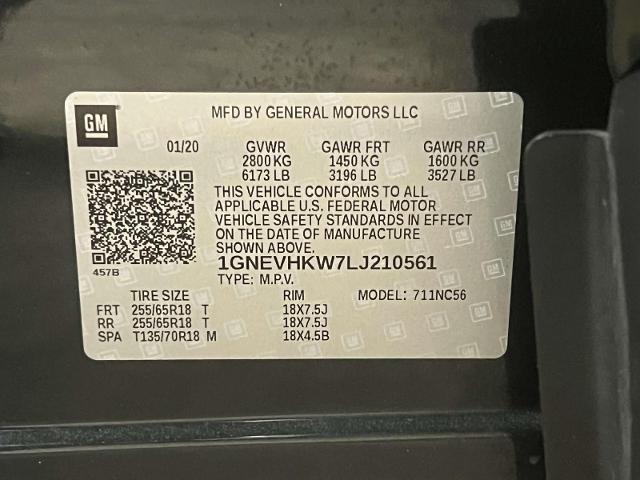 GM
MFD BY GENERAL MOTORS LLC
01/20 GVWR GAWR FRT GAWR RR
2800 KG 1450 KG 1600 KG
6173 LB 3196 LB 3527 LB
THIS VEHICLE CONFORMS TO ALL
APPLICABLE U.S. FEDERAL MOTOR
VEHICLE SAFETY STANDARDS IN EFFECT
ON THE DATE OF MANUFACTURE
SHOWN ABOVE.
457B
1GNEVHKW7LJ210561
TYPE: M.P.V.
TIRE SIZE RIM MODEL: 711NC56
FRT 255/65R18 T 18X7.5J
RR 255/65R18 T 18X7.5J
SPA T135/70R18 M 18X4.5B